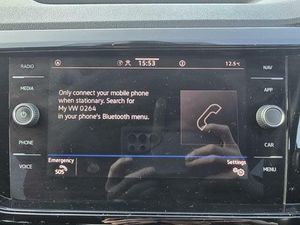 RADIO
15:53
12.5°C
NAV
MEDIA
APP
Only connect your mobile phone
when stationary. Search for
My VW 0264
in your phone's Bluetooth menu.
PHONE
CAR
VOICE
Emergency
SOS
Settings
MENU